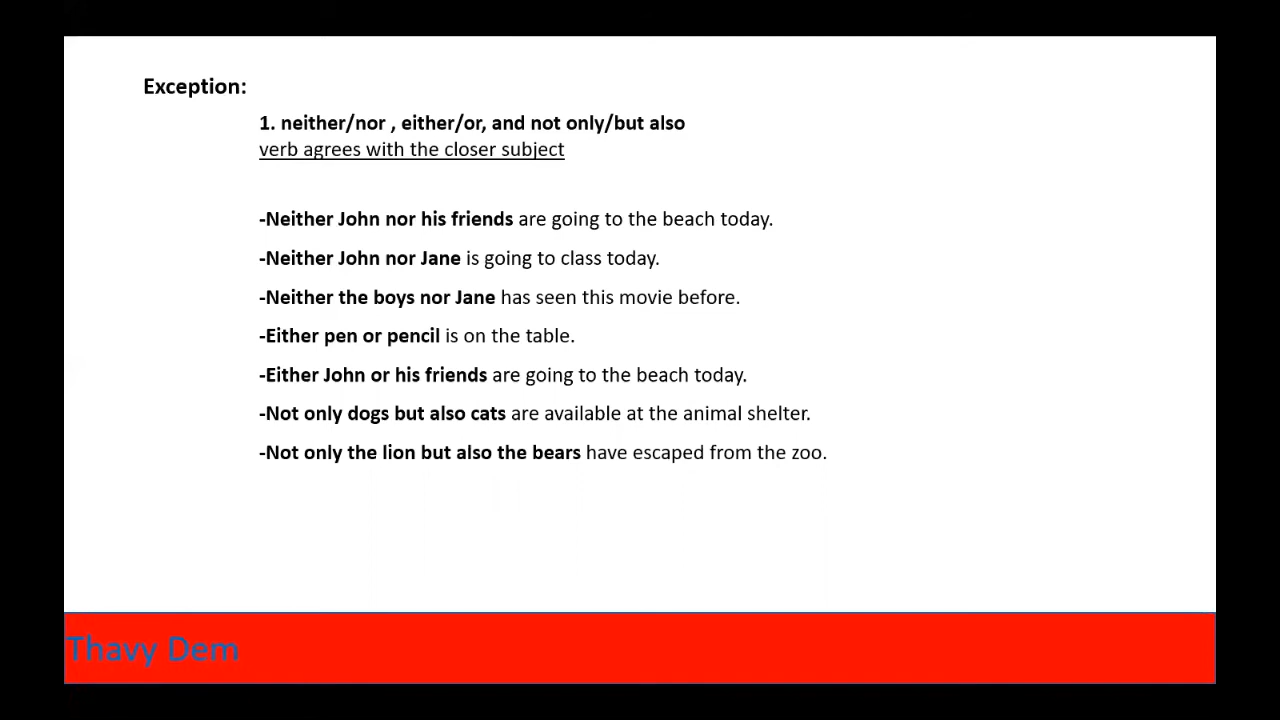 Exception:
1. neither/nor , either/or, and not only/but also
verb agrees with the closer subject
-Neither John nor his friends are going to the beach today.
-Neither John nor Jane is going to class today.
-Neither the boys nor Jane has seen this movie before.
-Either pen or pencil is on the table.
-Either John or his friends are going to the beach today.
-Not only dogs but also cats are available at the animal shelter.
-Not only the lion but also the bears have escaped from the zoo.
Thavy Dem